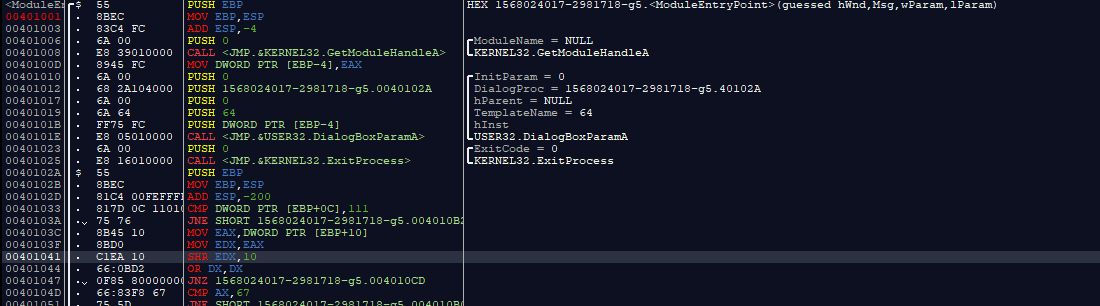 <ModuleEn $ 55 PUSH EBP HEX 1568024017-2981718-g5.<ModuleEntryPoint>(guessed hWnd,Msg,wParam,lParam)
00401001 . 8BEC MOV EBP,ESP
00401003 . 83C4 FC ADD ESP,-4
00401006 . 6A 00 PUSH 0 ModuleName = NULL
00401008 . E8 39010000 CALL <JMP.&KERNEL32.GetModuleHandleA> KERNEL32.GetModuleHandleA
0040100D . 8945 FC MOV DWORD PTR [EBP-4],EAX
00401010 . 6A 00 PUSH 0 InitParam = 0
00401012 . 68 2A104000 PUSH 1568024017-2981718-g5.0040102A DialogProc = 1568024017-2981718-g5.40102A
00401017 . 6A 00 PUSH 0 hParent = NULL
00401019 . 6A 64 PUSH 64 TemplateName = 64
0040101B . FF75 FC PUSH DWORD PTR [EBP-4] hInst
0040101E . E8 05010000 CALL <JMP.&USER32.DialogBoxParamA> USER32.DialogBoxParamA
00401023 . 6A 00 PUSH 0 ExitCode = 0
00401025 . E8 16010000 CALL <JMP.&KERNEL32.ExitProcess> KERNEL32.ExitProcess
0040102A $ 55 PUSH EBP
0040102B . 8BEC MOV EBP,ESP
0040102D . 81C4 00FEFFF ADD ESP,-200
00401033 . 817D 0C 1101 CMP DWORD PTR [EBP+0C],111
0040103A . 75 76 JNE SHORT 1568024017-2981718-g5.004010B2
0040103C . 8B45 10 MOV EAX,DWORD PTR [EBP+10]
0040103F . 8BD0 MOV EDX,EAX
00401041 . C1EA 10 SHR EDX,10
00401044 . 66:0BD2 OR DX,DX
00401047 . 0F85 80000000 JNZ 1568024017-2981718-g5.004010CD
0040104D . 66:83F8 67 CMP AX,67
00401051 . 75 5D JNE SHORT 1568024017-2981718-g5.004010B0